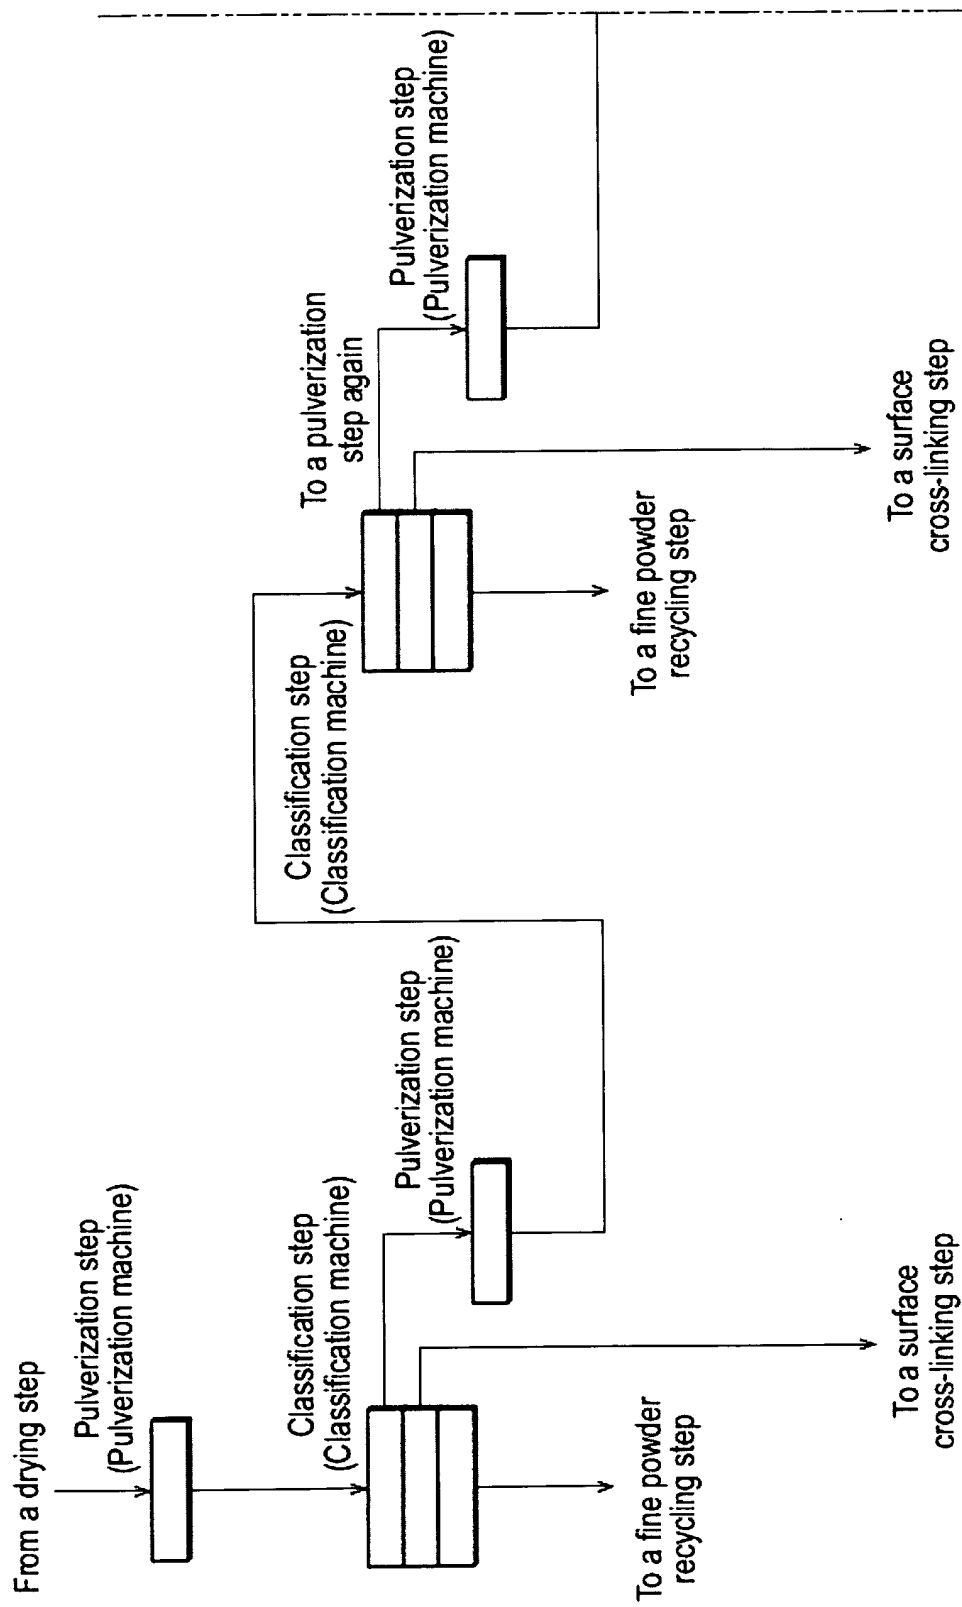 From a drying step
Pulverization step
(Pulverization machine)
Classification step
(Classification machine)
To a fine powder
recycling step
To a surface
cross-linking step
Pulverization step
(Pulverization machine)
Classification step
(Classification machine)
To a fine powder
recycling step
To a surface
cross-linking step
To a pulverization
step again
Pulverization step
(Pulverization machine)